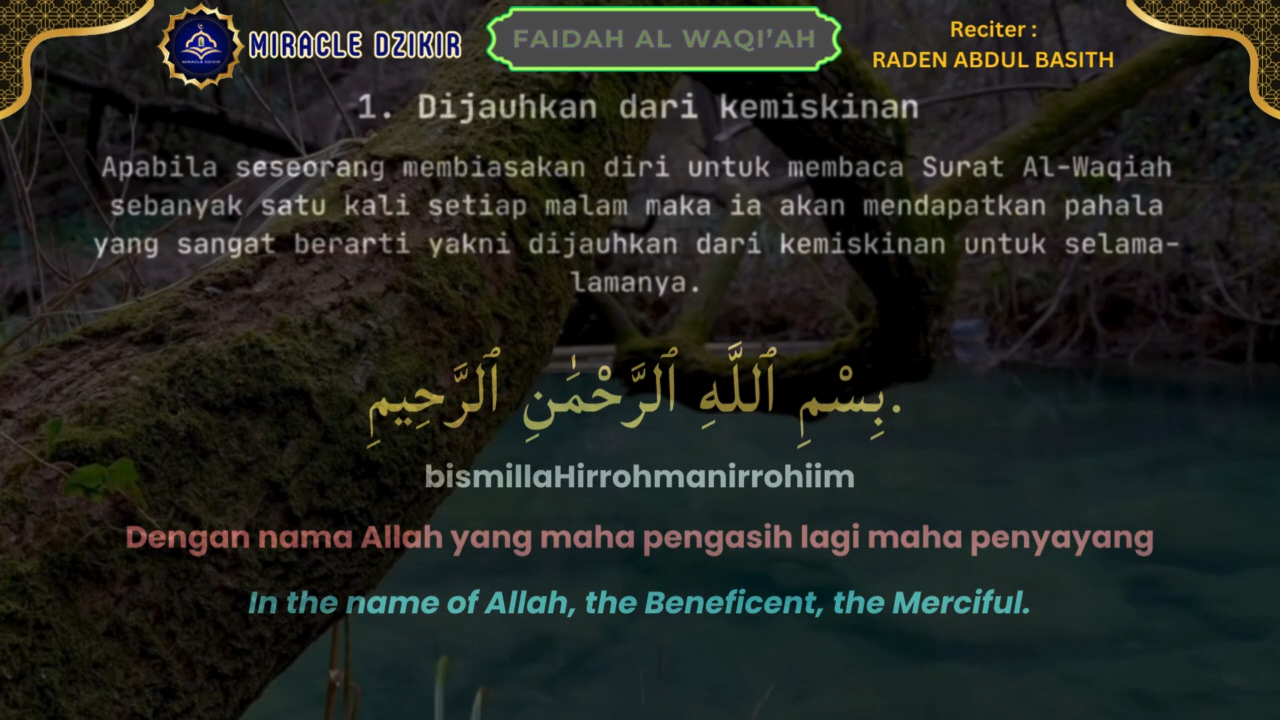 MIRACLE DZIKIR
FAIDAH AL WAQI’AH
Reciter :
RADEN ABDUL BASITH
1. Dijauhkan dari kemiskinan
Apabila seseorang membiasakan diri untuk membaca Surat Al-Waqiah
sebanyak satu kali setiap malam maka ia akan mendapatkan pahala
yang sangat berarti yakni dijauhkan dari kemiskinan untuk selama-
lamanya.
بِسْمِ ٱللَّهِ ٱلرَّحْمَٰنِ ٱلرَّحِيمِ.
bismillaHirrohmanirrohiim
Dengan nama Allah yang maha pengasih lagi maha penyayang
In the name of Allah, the Beneficent, the Merciful.